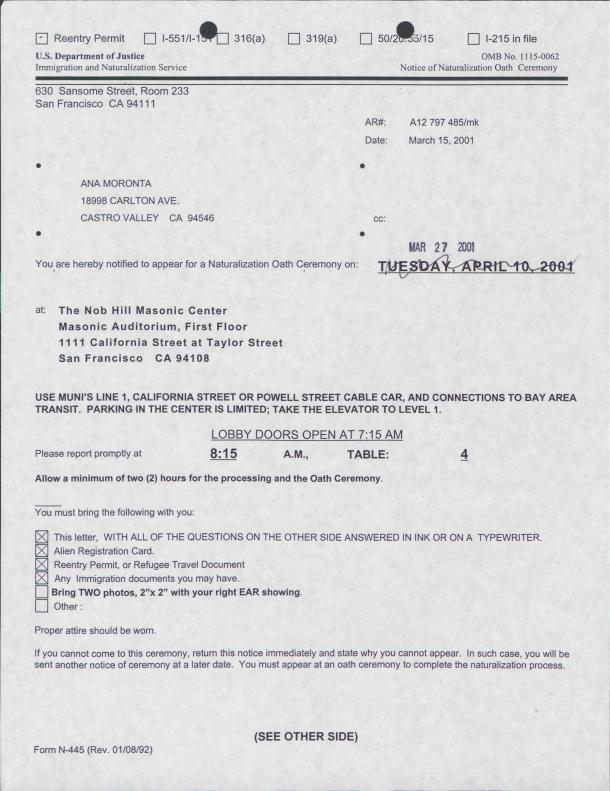 Reentry Permit I-551/I-151 316(a) 319(a) 50/20.55/15 I-215 in file
U.S. Department of Justice OMB No. 1115-0062
Immigration and Naturalization Service Notice of Naturalization Oath Ceremony
630 Sansome Street, Room 233
San Francisco CA 94111
AR#: A12 797 485/mk
Date: March 15, 2001
ANA MORONTA
18998 CARLTON AVE.
CASTRO VALLEY CA 94546 cc:
MAR 27 2001
You are hereby notified to appear for a Naturalization Oath Ceremony on: TUESDAY, APRIL 10, 2001
at: The Nob Hill Masonic Center
Masonic Auditorium, First Floor
1111 California Street at Taylor Street
San Francisco CA 94108
USE MUNI'S LINE 1, CALIFORNIA STREET OR POWELL STREET CABLE CAR, AND CONNECTIONS TO BAY AREA
TRANSIT. PARKING IN THE CENTER IS LIMITED; TAKE THE ELEVATOR TO LEVEL 1.
LOBBY DOORS OPEN AT 7:15 AM
Please report promptly at 8:15 A.M., TABLE: 4
Allow a minimum of two (2) hours for the processing and the Oath Ceremony.
You must bring the following with you:
This letter, WITH ALL OF THE QUESTIONS ON THE OTHER SIDE ANSWERED IN INK OR ON A TYPEWRITER.
Alien Registration Card.
Reentry Permit, or Refugee Travel Document
Any Immigration documents you may have.
Bring TWO photos, 2"x 2" with your right EAR showing.
Other :
Proper attire should be worn.
If you cannot come to this ceremony, return this notice immediately and state why you cannot appear. In such case, you will be
sent another notice of ceremony at a later date. You must appear at an oath ceremony to complete the naturalization process.
(SEE OTHER SIDE)
Form N-445 (Rev. 01/08/92)